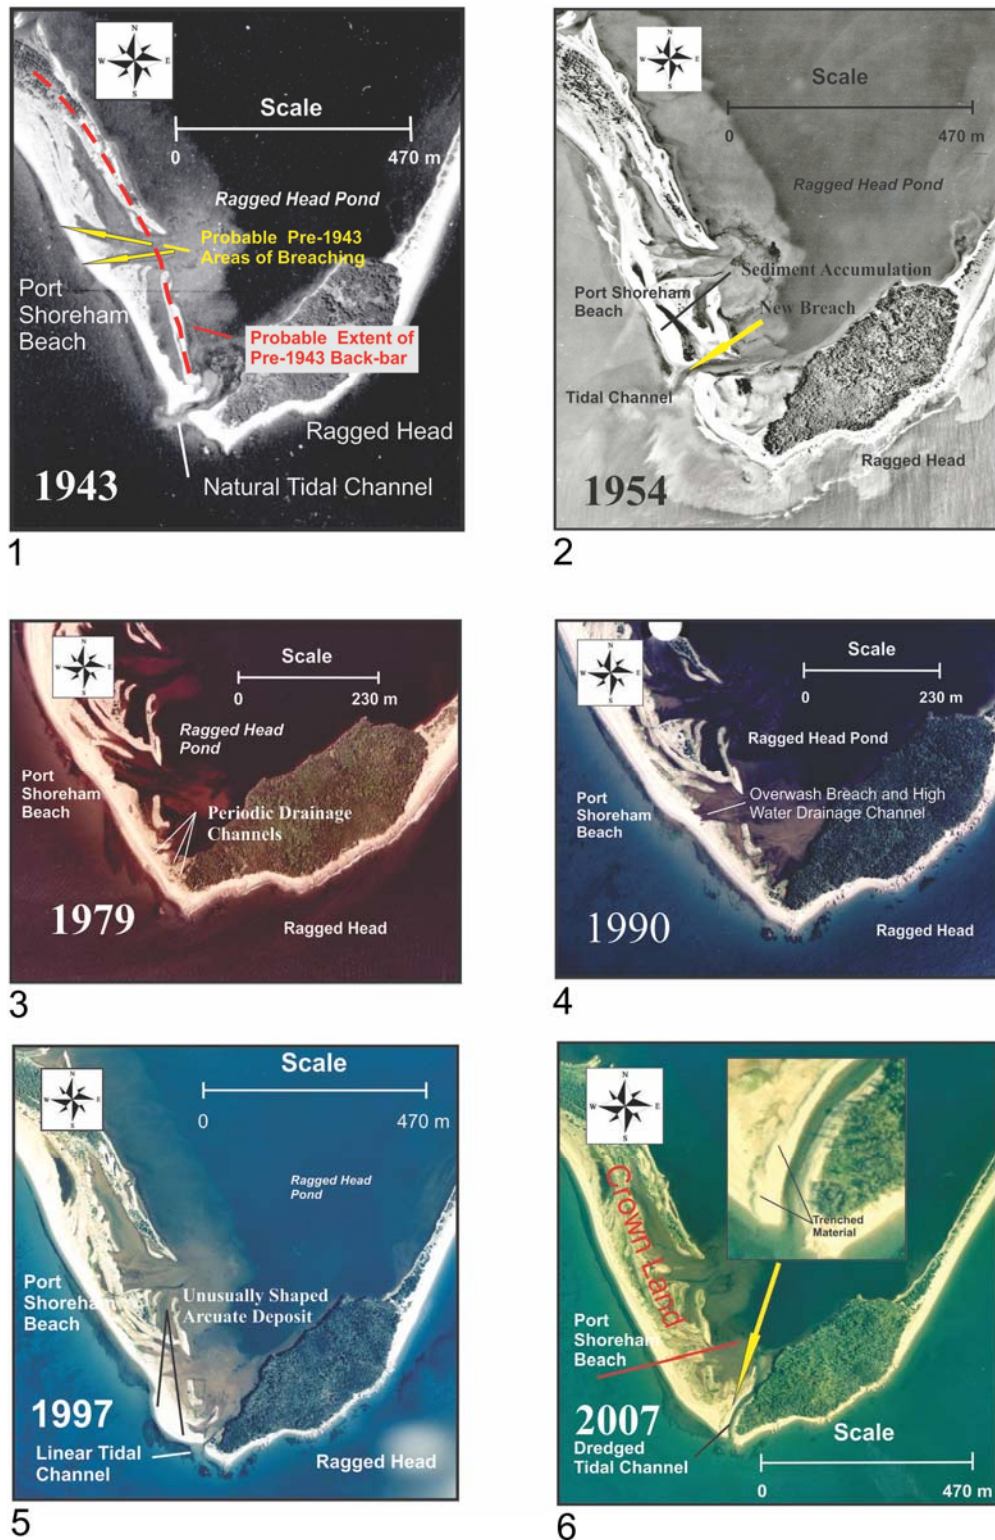 N
W E
S
Scale
0 470 m
Ragged Head Pond
Probable Pre-1943
Areas of Breaching
Port
Shoreham
Beach
Probable Extent of
Pre-1943 Back-bar
Ragged Head
1943
Natural Tidal Channel
1
N
W E
S
Scale
0 470 m
Ragged Head Pond
Sediment Accumulation
Port Shoreham
Beach
New Breach
Tidal Channel
Ragged Head
1954
2
N
W E
S
Scale
0 230 m
Ragged Head
Pond
Port
Shoreham
Beach
Periodic Drainage
Channels
1979
Ragged Head
3
N
W E
S
Scale
0 230 m
Ragged Head Pond
Port
Shoreham
Beach
Overwash Breach and High
Water Drainage Channel
1990
Ragged Head
4
N
W E
S
Scale
0 470 m
Ragged Head
Pond
Port
Shoreham
Beach
Unusually Shaped
Arcuate Deposit
1997
Linear Tidal
Channel
Ragged Head
5
N
W E
S
Trenched
Material
Crown Land
Port
Shoreham
Beach
2007
Dredged
Tidal Channel
Scale
0 470 m
6